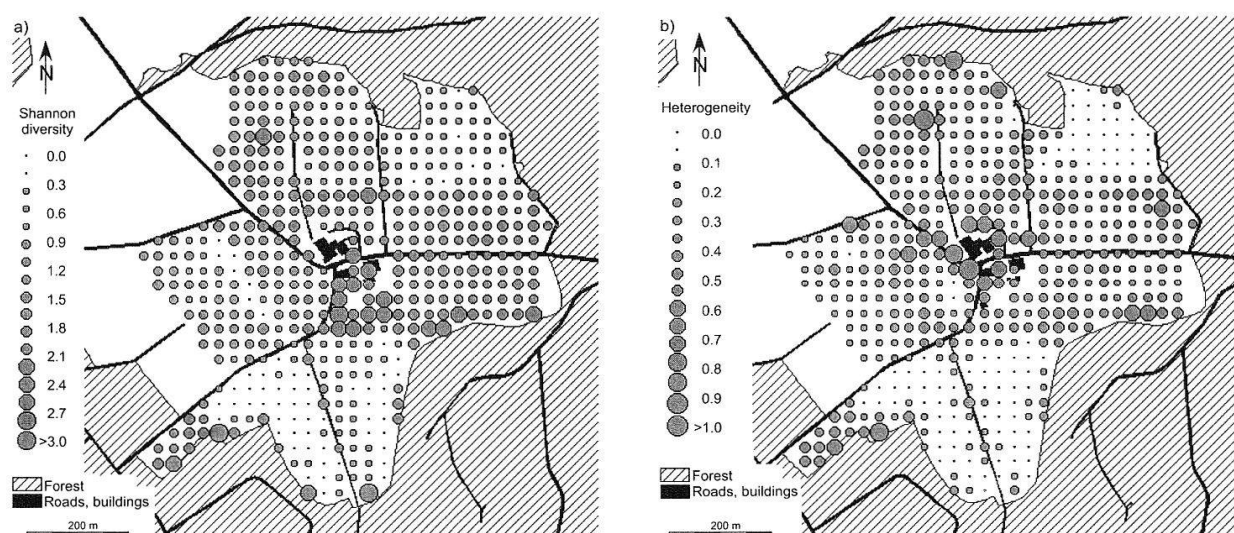 a)
N
Shannon
diversity
0.0
0.3
0.6
0.9
1.2
1.5
1.8
2.1
2.4
2.7
>3.0
Forest
Roads, buildings
200 m
b)
N
Heterogeneity
0.0
0.1
0.2
0.3
0.4
0.5
0.6
0.7
0.8
0.9
>1.0
Forest
Roads, buildings
200 m